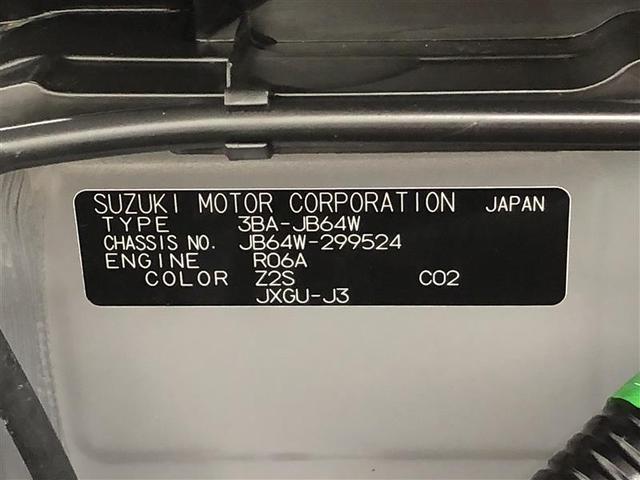 SUZUKI MOTOR CORPORATION JAPAN
TYPE 3BA-JB64W
CHASSIS NO. JB64W-299524
ENGINE R06A
COLOR Z2S C02
JXGU-J3